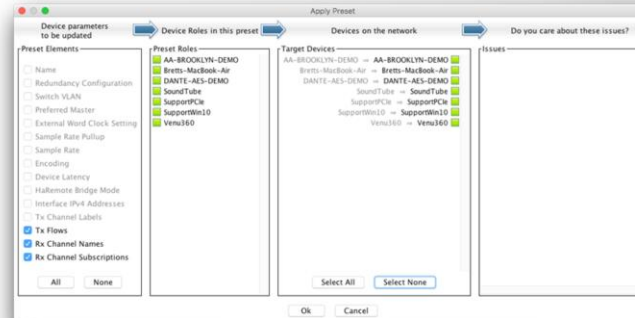 Apply Preset
Device parameters
to be updated
Device Roles in this preset
Devices on the network
Do you care about these issues?
Preset Elements
Name
Redundancy Configuration
Switch VLAN
Preferred Master
External Word Clock Setting
Sample Rate Pullup
Sample Rate
Encoding
Device Latency
HaRemote Bridge Mode
Interface IPv4 Addresses
Tx Channel Labels
Tx Flows
Rx Channel Names
Rx Channel Subscriptions
All None
Preset Roles
AA-BROOKLYN-DEMO
Bretts-MacBook-Air
DANTE-AES-DEMO
SoundTube
SupportPCIe
SupportWin10
Venu360
Target Devices
AA-BROOKLYN-DEMO → AA-BROOKLYN-DEMO
Bretts-MacBook-Air → Bretts-MacBook-Air
DANTE-AES-DEMO → DANTE-AES-DEMO
SoundTube → SoundTube
SupportPCIe → SupportPCIe
SupportWin10 → SupportWin10
Venu360 → Venu360
Select All Select None
Issues
Ok Cancel